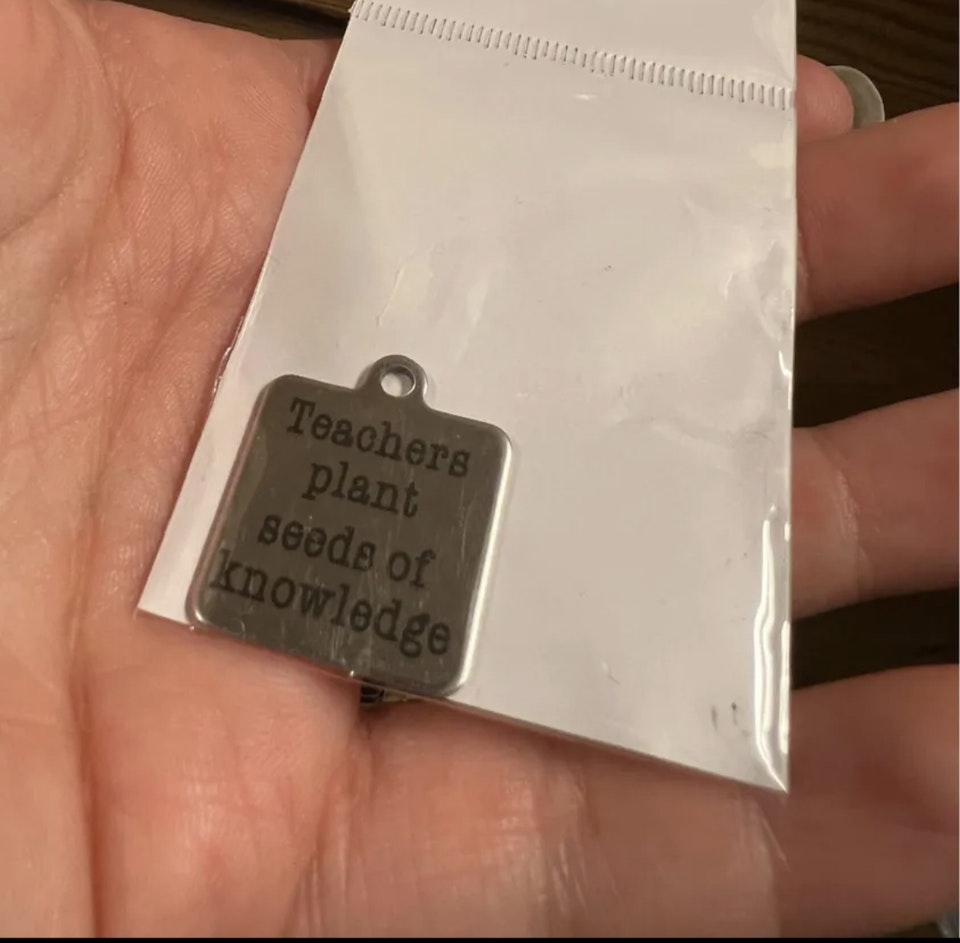 Teachers
plant
seeds of
knowledge